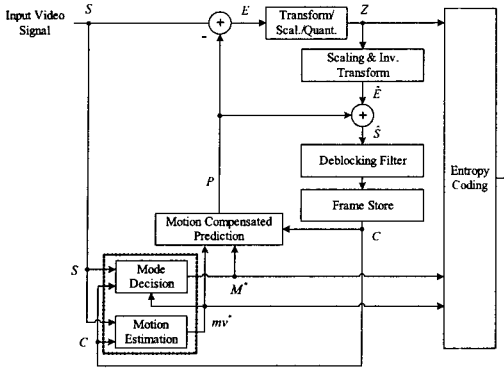 Input Video
Signal
S
E
-
+
Transform/
Scal./Quant.
Z
Scaling & Inv.
Transform
Ê
+
Ŝ
Deblocking Filter
Frame Store
P
Motion Compensated
Prediction
C
Entropy
Coding
S
Mode
Decision
M*
Motion
Estimation
mv*
C